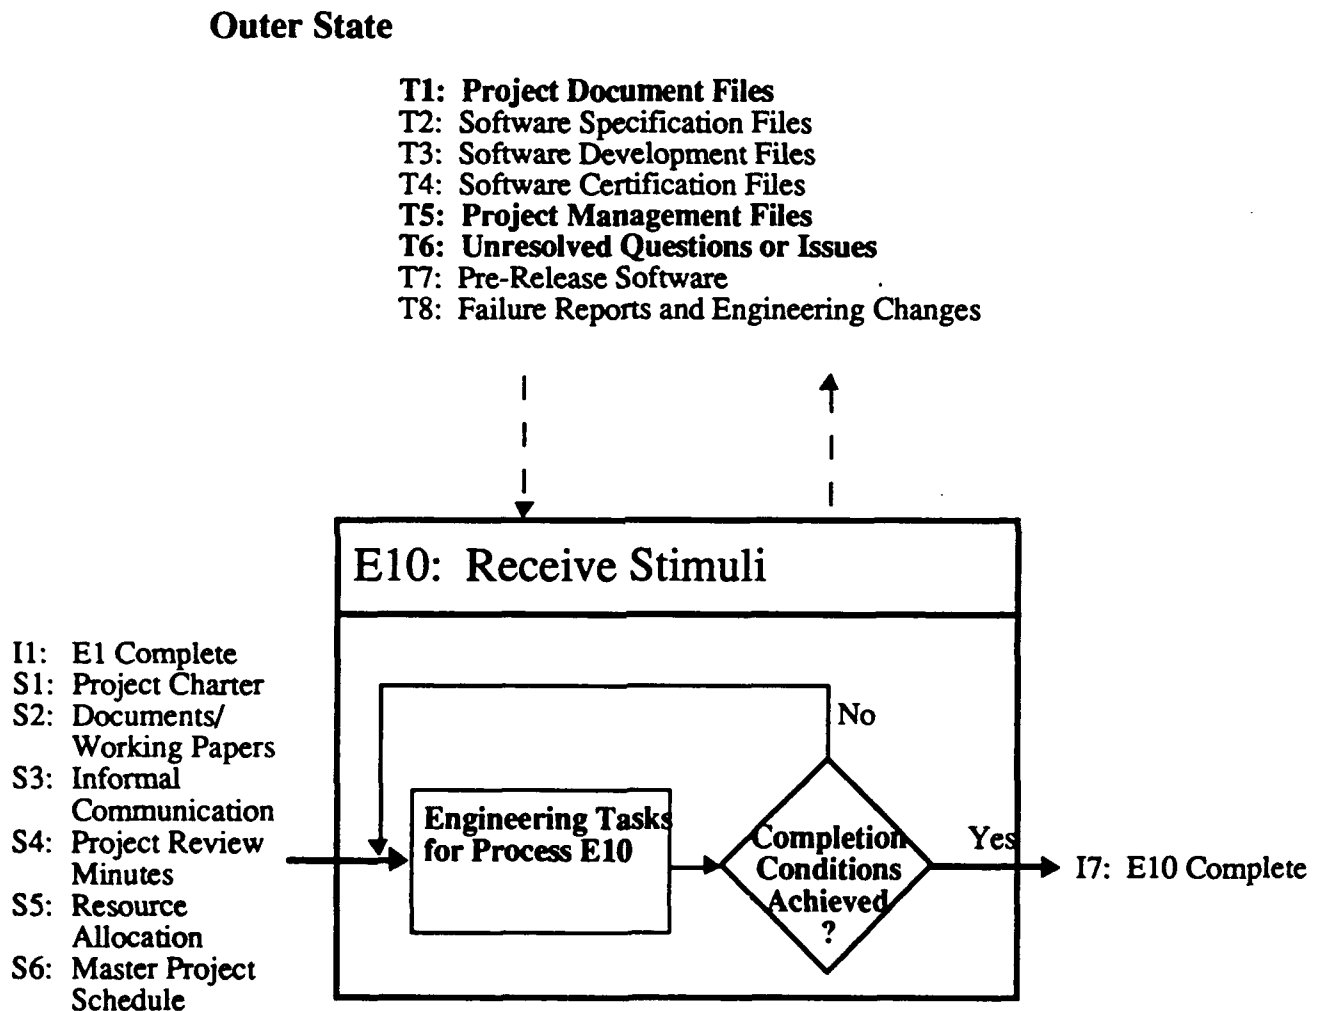 Outer State
T1: Project Document Files
T2: Software Specification Files
T3: Software Development Files
T4: Software Certification Files
T5: Project Management Files
T6: Unresolved Questions or Issues
T7: Pre-Release Software
T8: Failure Reports and Engineering Changes
E10: Receive Stimuli
I1: E1 Complete
S1: Project Charter
S2: Documents/
Working Papers
S3: Informal
Communication
S4: Project Review
Minutes
S5: Resource
Allocation
S6: Master Project
Schedule
No
Engineering Tasks
for Process E10
Completion
Conditions
Achieved
?
Yes
I7: E10 Complete